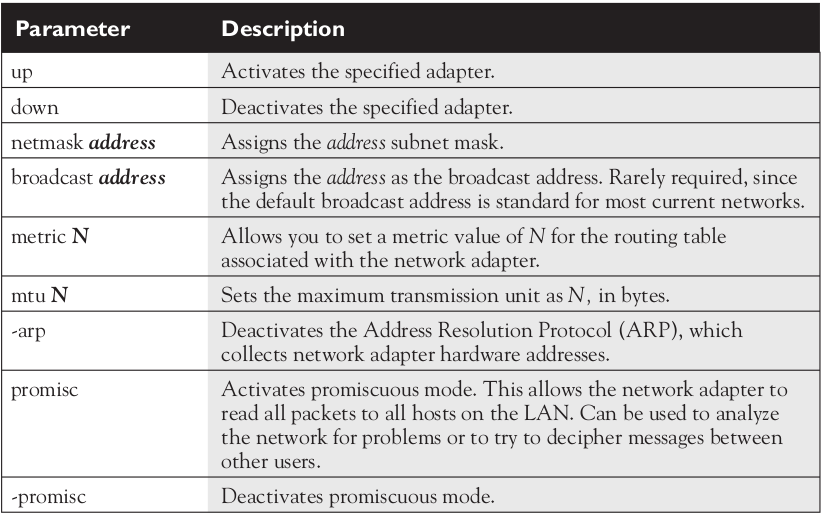 Parameter Description
up Activates the specified adapter.
down Deactivates the specified adapter.
netmask address Assigns the address subnet mask.
broadcast address Assigns the address as the broadcast address. Rarely required, since
the default broadcast address is standard for most current networks.
metric N Allows you to set a metric value of N for the routing table
associated with the network adapter.
mtu N Sets the maximum transmission unit as N, in bytes.
-arp Deactivates the Address Resolution Protocol (ARP), which
collects network adapter hardware addresses.
promisc Activates promiscuous mode. This allows the network adapter to
read all packets to all hosts on the LAN. Can be used to analyze
the network for problems or to try to decipher messages between
other users.
-promisc Deactivates promiscuous mode.